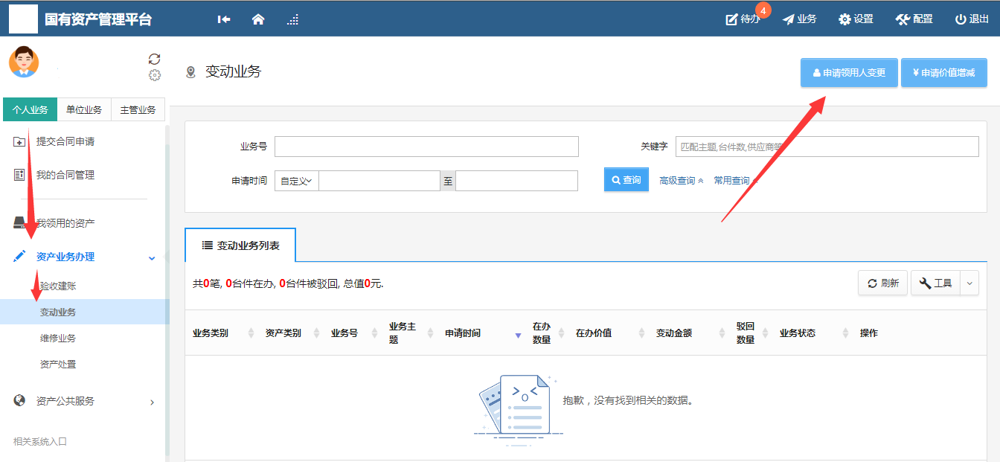 国有资产管理平台
待办 4 业务 设置 配置 退出
变动业务
申请领用人变更 ¥ 申请价值增减
个人业务 单位业务 主管业务
提交合同申请
我的合同管理
我领用的资产
资产业务办理
验收建账
变动业务
维修业务
资产处置
资产公共服务
相关系统入口
业务号 关键字 匹配主题,台件数,供应商等
申请时间 自定义 至 查询 高级查询 常用查询
变动业务列表
共0笔, 0台件在办, 0台件被驳回, 总值0元.
刷新 工具
业务类别 资产类别 业务号 业务主题 申请时间 在办数量 在办价值 变动金额 驳回数量 业务状态 操作
抱歉，没有找到相关的数据。